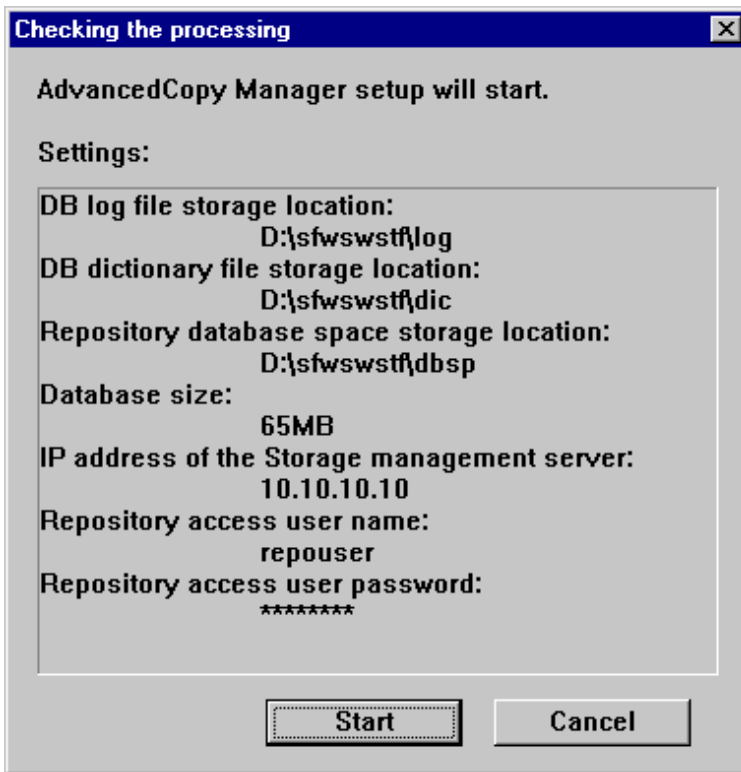 Checking the processing
AdvancedCopy Manager setup will start.
Settings:
DB log file storage location:
D:\sfwswstf\log
DB dictionary file storage location:
D:\sfwswstf\dic
Repository database space storage location:
D:\sfwswstf\dbsp
Database size:
65MB
IP address of the Storage management server:
10.10.10.10
Repository access user name:
repouser
Repository access user password:
********
Start
Cancel